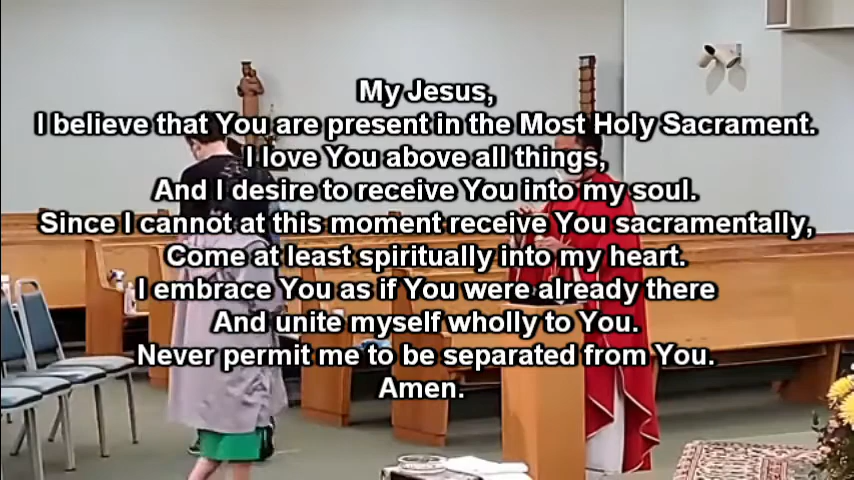 My Jesus,
I believe that You are present in the Most Holy Sacrament.
I love You above all things,
And I desire to receive You into my soul.
Since I cannot at this moment receive You sacramentally,
Come at least spiritually into my heart.
I embrace You as if You were already there
And unite myself wholly to You.
Never permit me to be separated from You.
Amen.